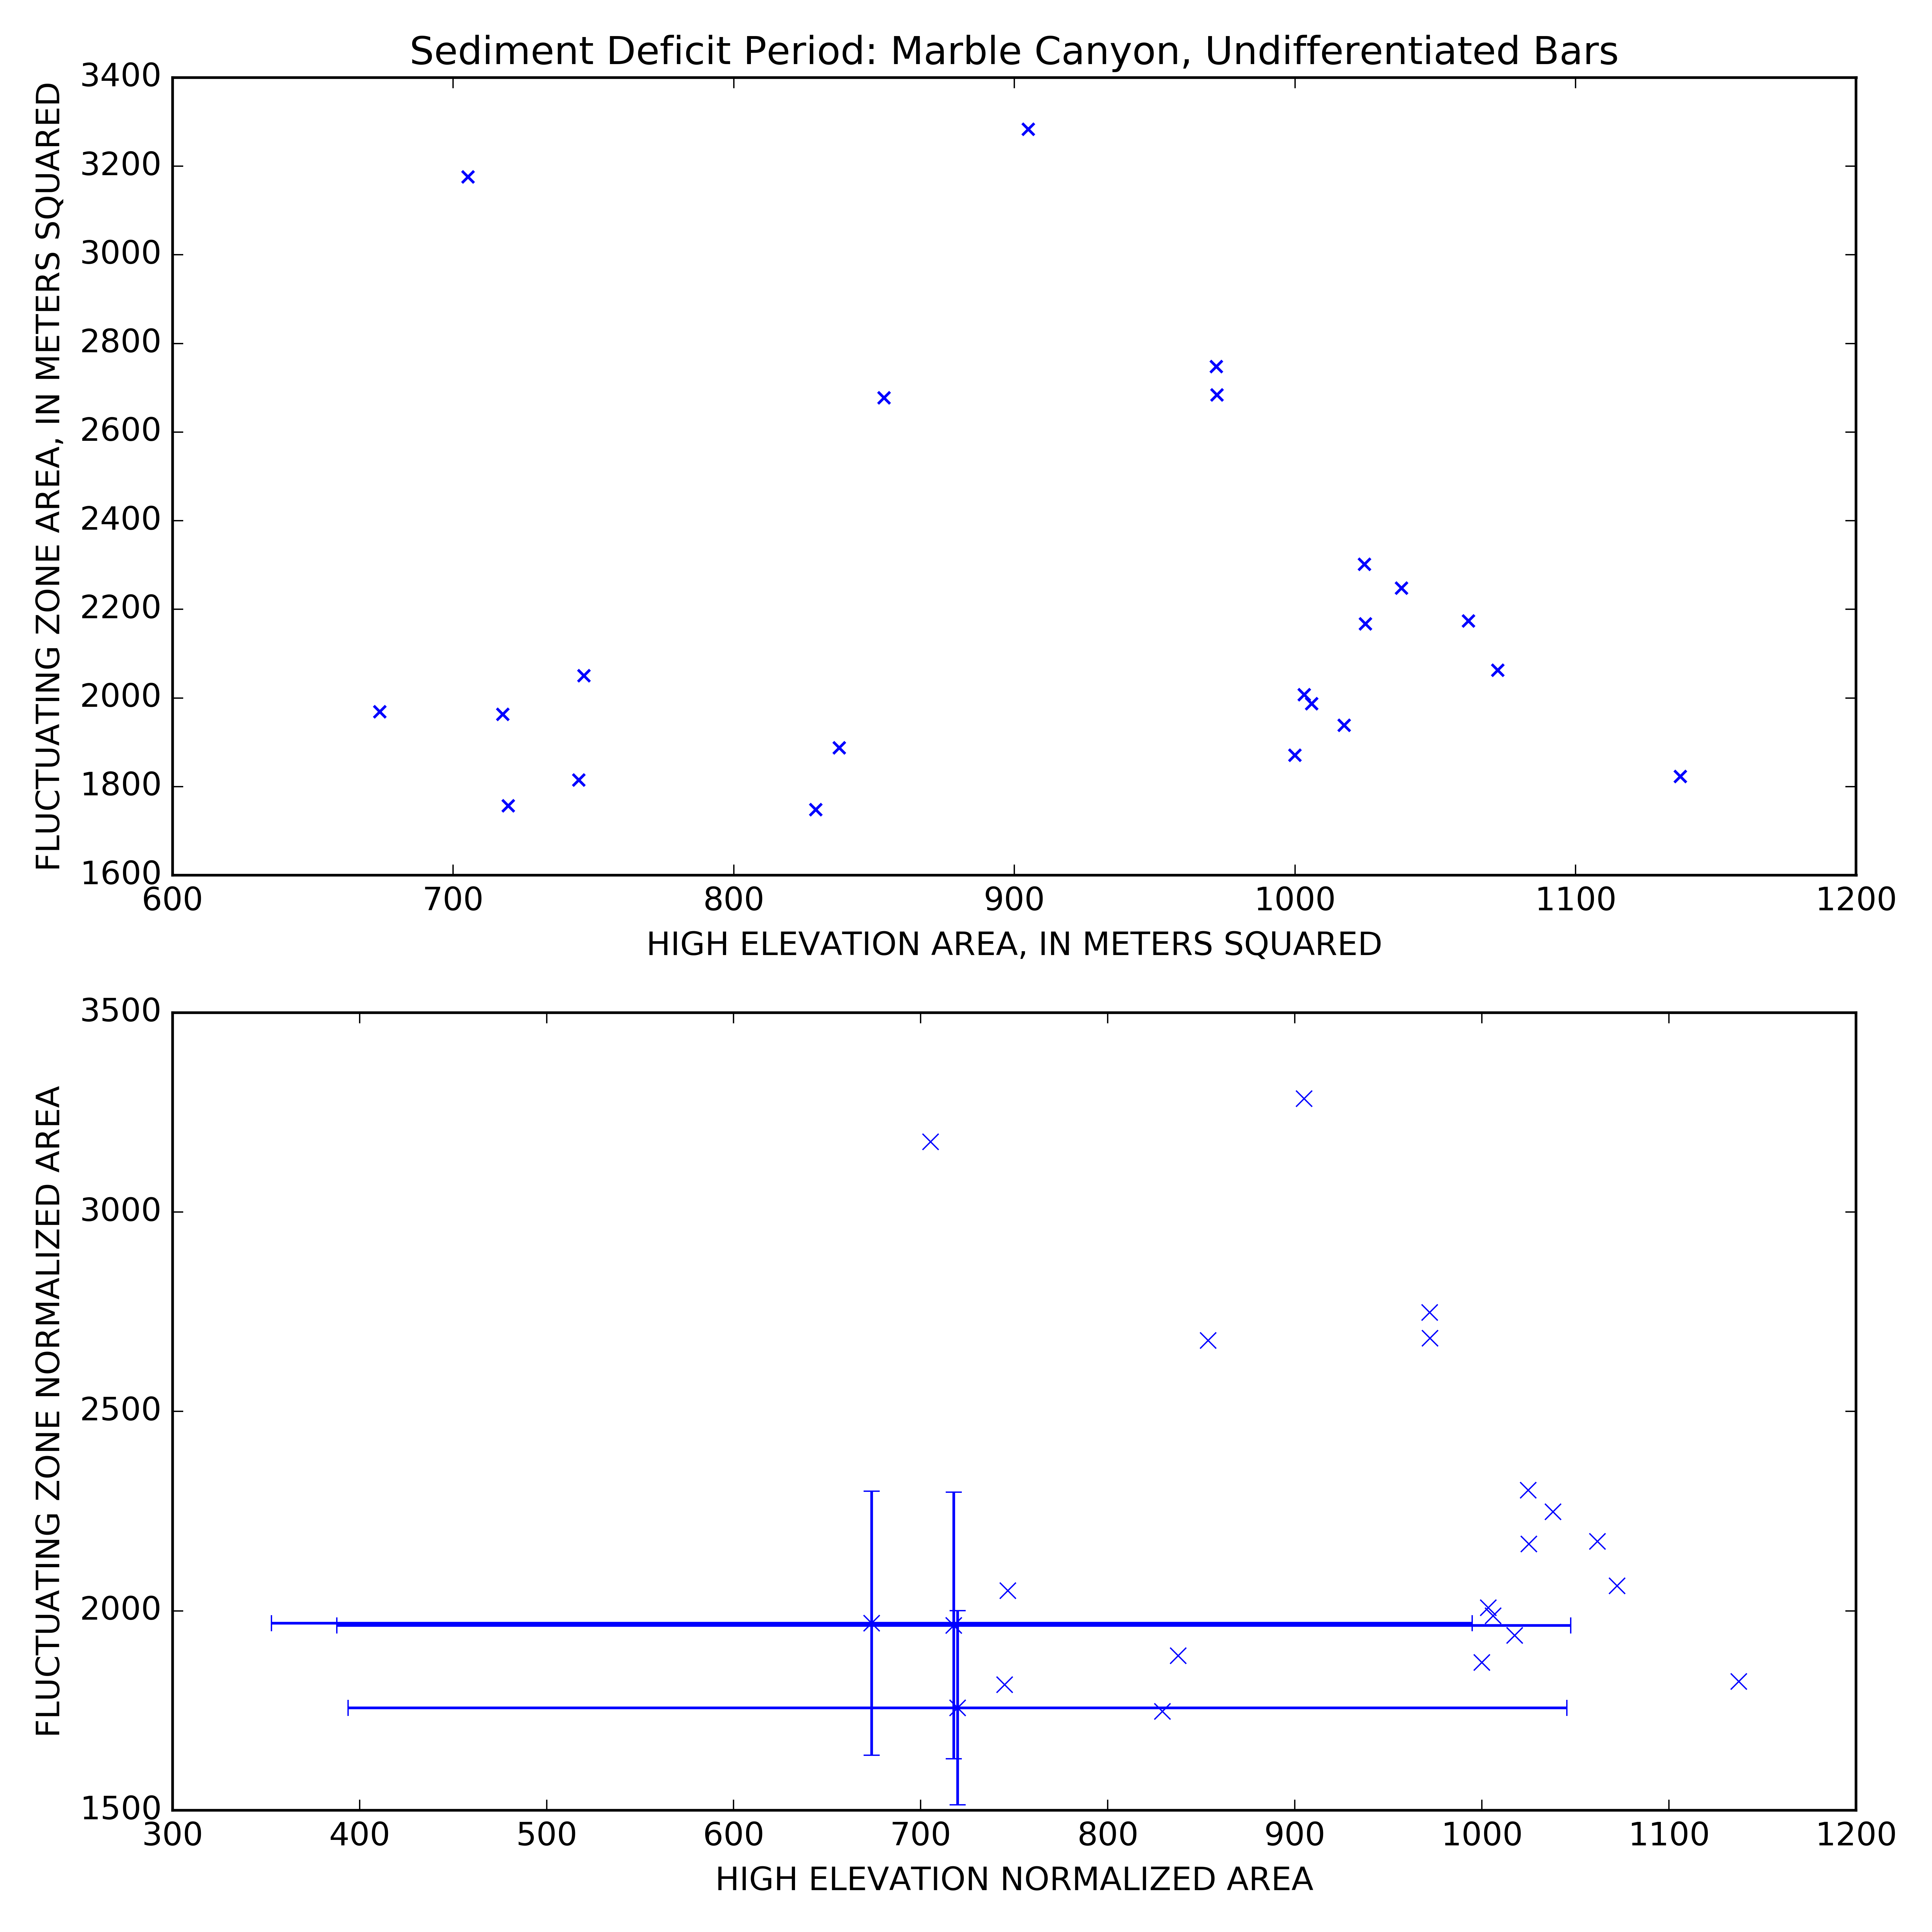 Sediment Deficit Period: Marble Canyon, Undifferentiated Bars
3400
3200
3000
2800
2600
2400
2200
2000
1800
1600
FLUCTUATING ZONE AREA, IN METERS SQUARED
600 700 800 900 1000 1100 1200
HIGH ELEVATION AREA, IN METERS SQUARED
3500
3000
2500
2000
1500
FLUCTUATING ZONE NORMALIZED AREA
300 400 500 600 700 800 900 1000 1100 1200
HIGH ELEVATION NORMALIZED AREA